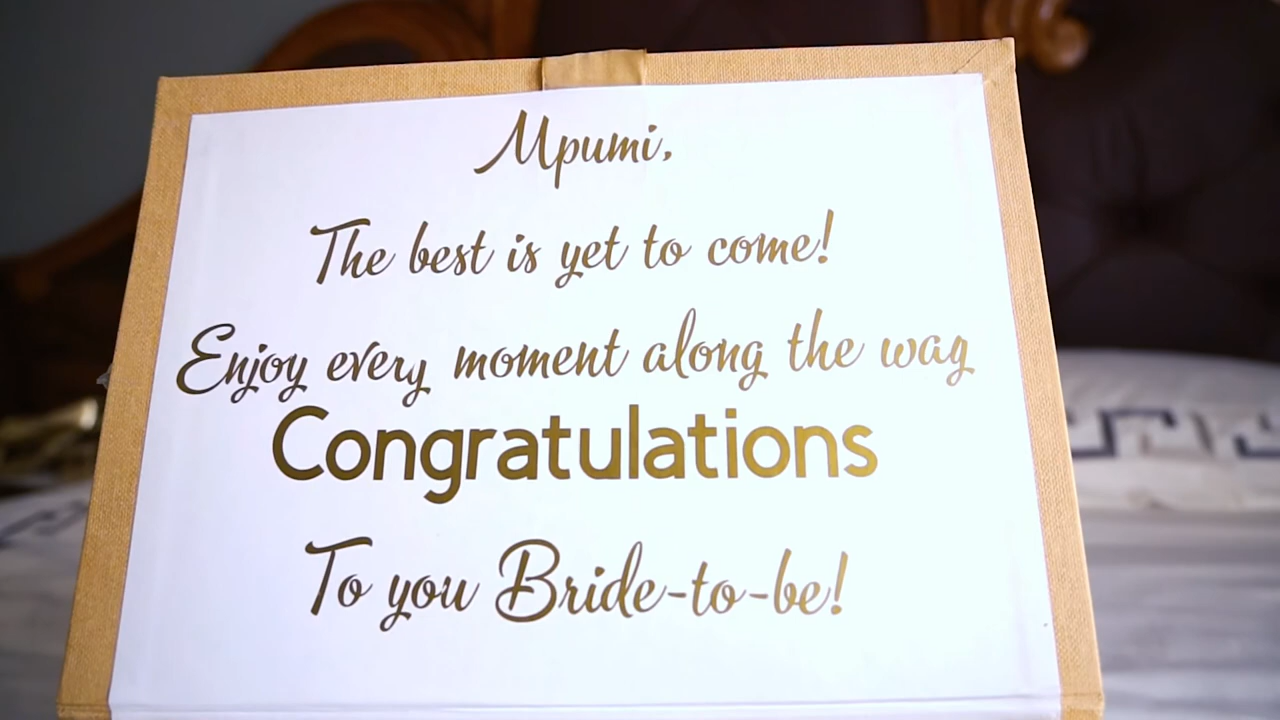 Mpumi,
The best is yet to come!
Enjoy every moment along the way
Congratulations
To you Bride-to-be!